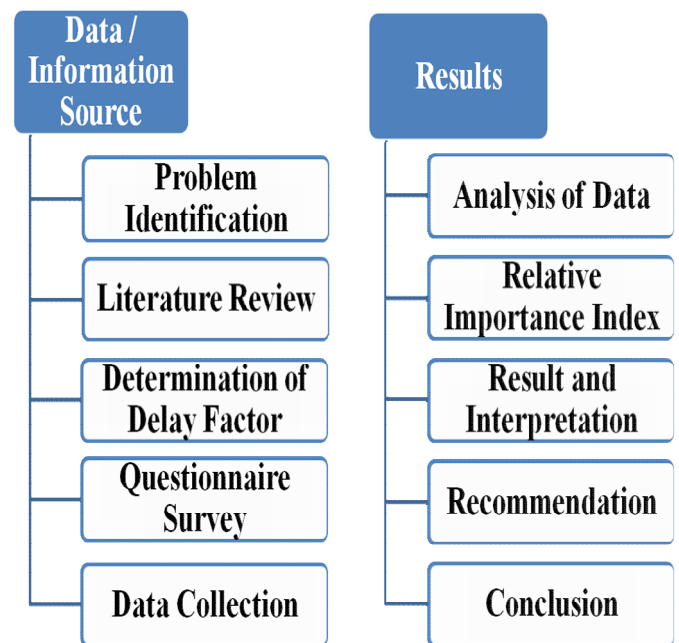 Data /
Information
Source
Problem
Identification
Literature Review
Determination of
Delay Factor
Questionnaire
Survey
Data Collection
Results
Analysis of Data
Relative
Importance Index
Result and
Interpretation
Recommendation
Conclusion